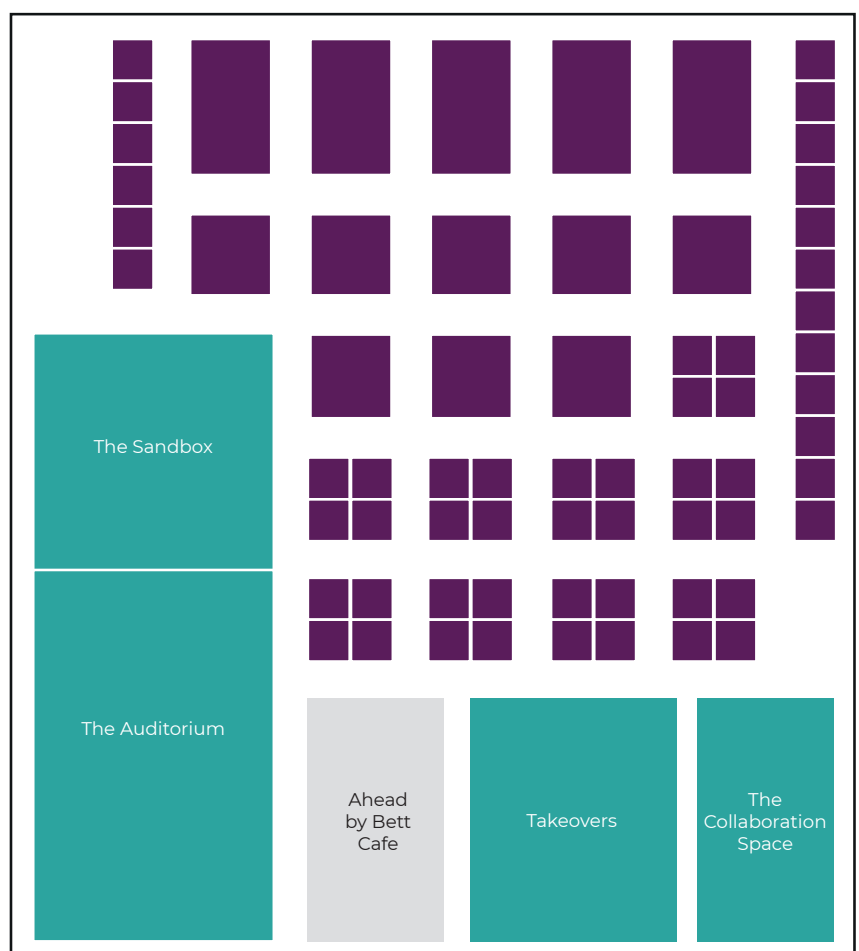 The Sandbox
The Auditorium
Ahead
by Bett
Cafe
Takeovers
The
Collaboration
Space